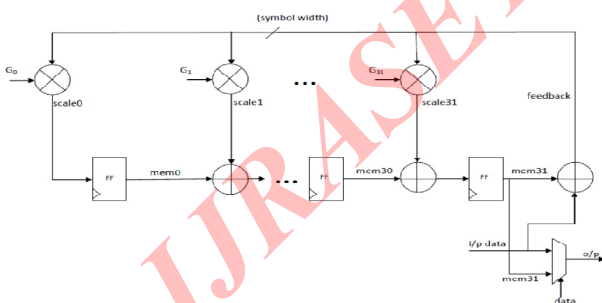 (symbol width)
G0
G1
G31
...
scale0
scale1
scale31
feedback
FF
mem0
...
FF
mem30
FF
mem31
i/p data
mem31
o/p
data
IJRASET